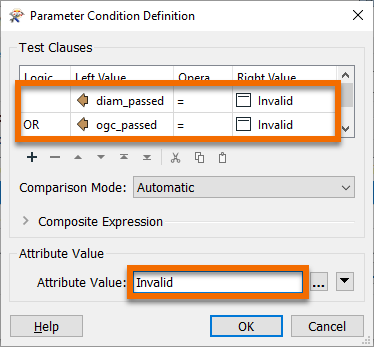 Parameter Condition Definition
Test Clauses
Logic Left Value Opera Right Value
diam_passed = Invalid
OR ogc_passed = Invalid
Comparison Mode: Automatic
Composite Expression
Attribute Value
Attribute Value: Invalid ...
Help OK Cancel